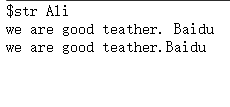 $str Ali
we are good teather. Baidu
we are good teather.Baidu